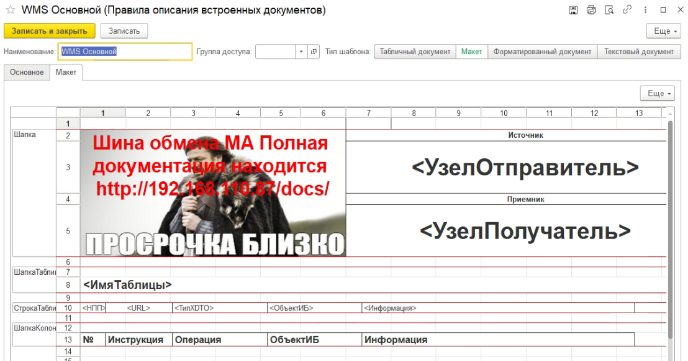 WMS Основной (Правила описания встроенных документов)
Записать и закрыть Записать Еще
Наименование: WMS Основной Группа доступа: Тип шаблона: Табличный документ Макет Форматированный документ Текстовый документ
Основное Макет
Еще
1 2 3 4 5 6 7 8 9 10 11 12 13
1
Шапка 2 Источник
Шина обмена МА Полная
документация находится
http://192.168.110.87/docs/
3 <УзелОтправитель>
4 Приемник
5 <УзелПолучатель>
ПРОСРОЧКА БЛИЗКО
6
ШапкаТабли 7
8 <ИмяТаблицы>
9
СтрокаТабли 10 <НПП> <URL> <ТипXDTO> <ОбъектИБ> <Информация>
11
ШапкаКолон 12
13 № Инструкция Операция ОбъектИБ Информация
14